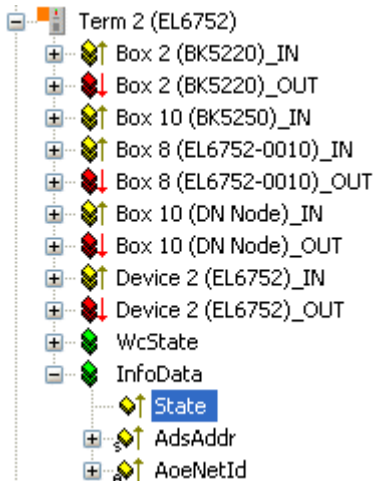 Term 2 (EL6752)
Box 2 (BK5220)_IN
Box 2 (BK5220)_OUT
Box 10 (BK5250)_IN
Box 8 (EL6752-0010)_IN
Box 8 (EL6752-0010)_OUT
Box 10 (DN Node)_IN
Box 10 (DN Node)_OUT
Device 2 (EL6752)_IN
Device 2 (EL6752)_OUT
WcState
InfoData
State
AdsAddr
AoeNetId